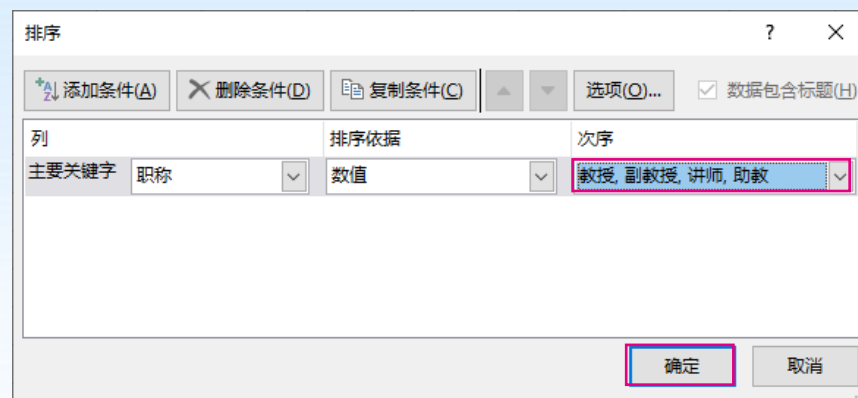 排序 ?
添加条件(A) 删除条件(D) 复制条件(C) 选项(O)... 数据包含标题(H)
列 排序依据 次序
主要关键字 职称 数值 教授, 副教授, 讲师, 助教
确定 取消